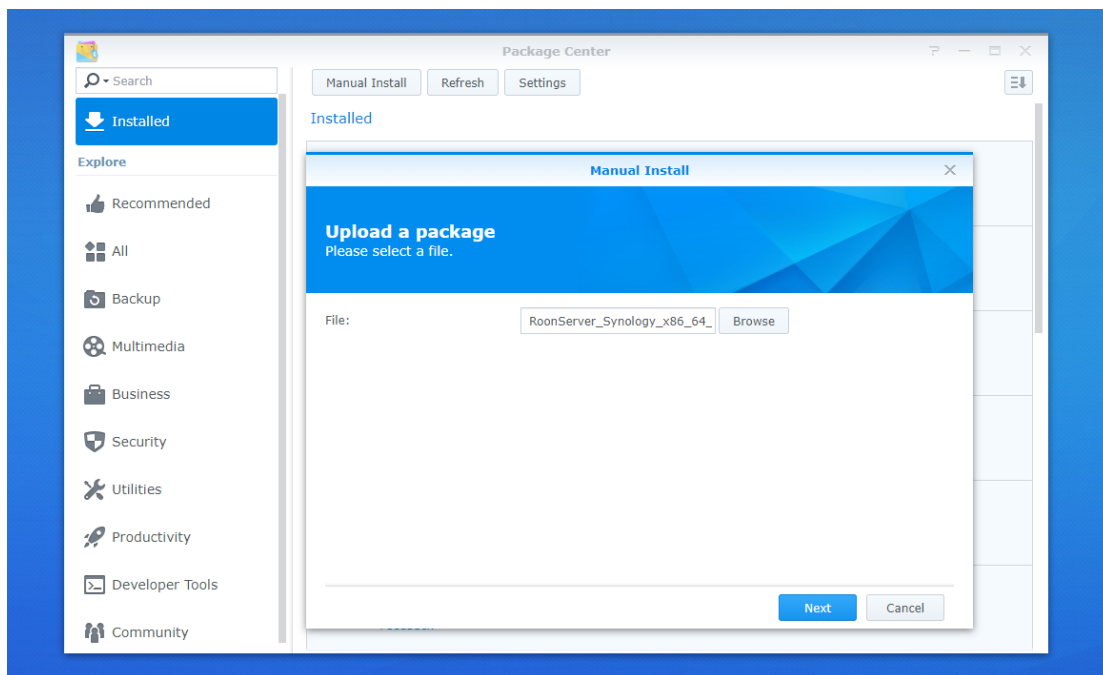 Package Center
Search
Manual Install
Refresh
Settings
Installed
Installed
Explore
Recommended
All
Backup
Multimedia
Business
Security
Utilities
Productivity
Developer Tools
Community
Manual Install
Upload a package
Please select a file.
File:
RoonServer_Synology_x86_64_
Browse
Next
Cancel